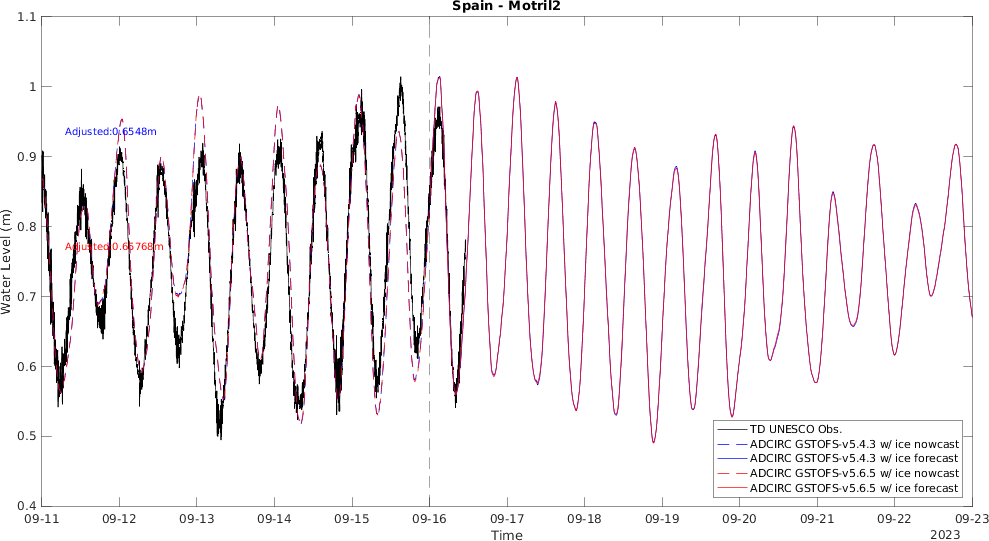 Spain - Motril2
1.1
1
0.9
0.8
0.7
0.6
0.5
0.4
Water Level (m)
Adjusted:0.6548m
Adjusted:0.65768m
TD UNESCO Obs.
ADCIRC GSTOFS-v5.4.3 w/ ice nowcast
ADCIRC GSTOFS-v5.4.3 w/ ice forecast
ADCIRC GSTOFS-v5.6.5 w/ ice nowcast
ADCIRC GSTOFS-v5.6.5 w/ ice forecast
09-11 09-12 09-13 09-14 09-15 09-16 09-17 09-18 09-19 09-20 09-21 09-22 09-23
Time
2023